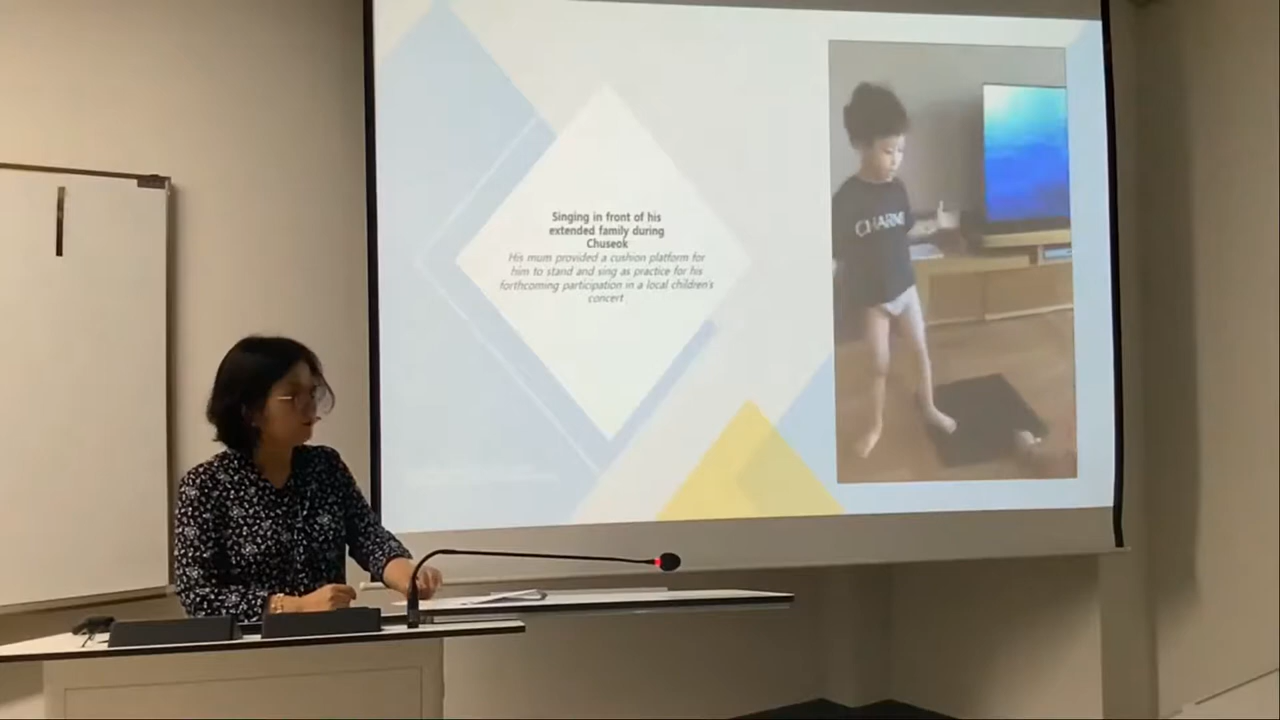 Singing in front of his
extended family during
Chuseok
His mum provided a cushion platform for
him to stand and sing as practice for his
forthcoming participation in a local children's
concert
CHARM